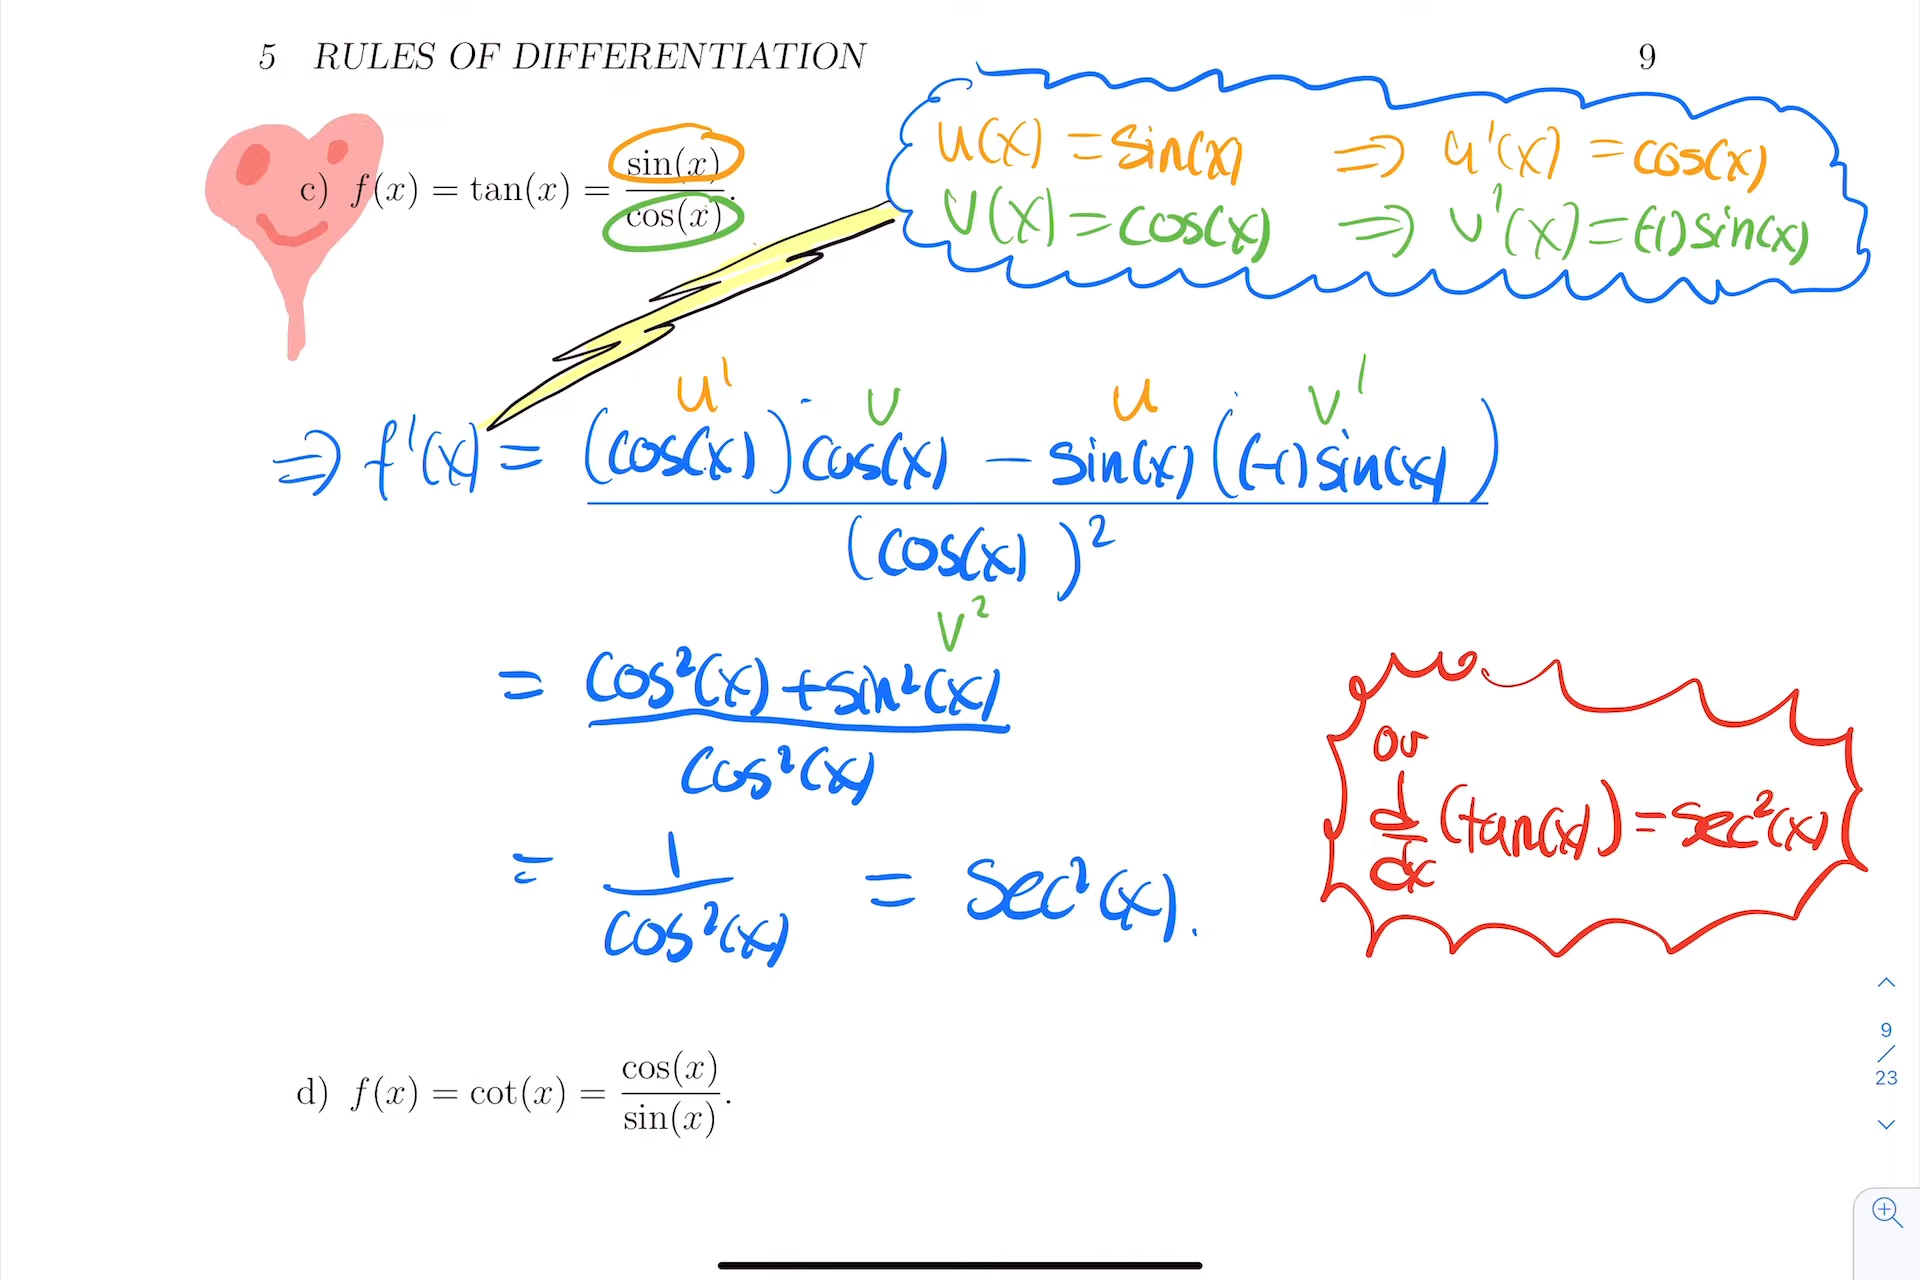 5 RULES OF DIFFERENTIATION 9
c) f(x) = tan(x) = sin(x)/cos(x).
u(x) = sin(x) ⇒ u'(x) = cos(x)
v(x) = cos(x) ⇒ v'(x) = (-1) sin(x)
u' v u v'
⇒ f'(x) = (cos(x)) cos(x) − sin(x) ((-1) sin(x))
(cos(x))²
v²
= cos²(x) + sin²(x)
cos²(x)
= 1/cos²(x) = sec²(x).
or
d/dx (tan(x)) = sec²(x)
d) f(x) = cot(x) = cos(x)/sin(x).
9
/
23